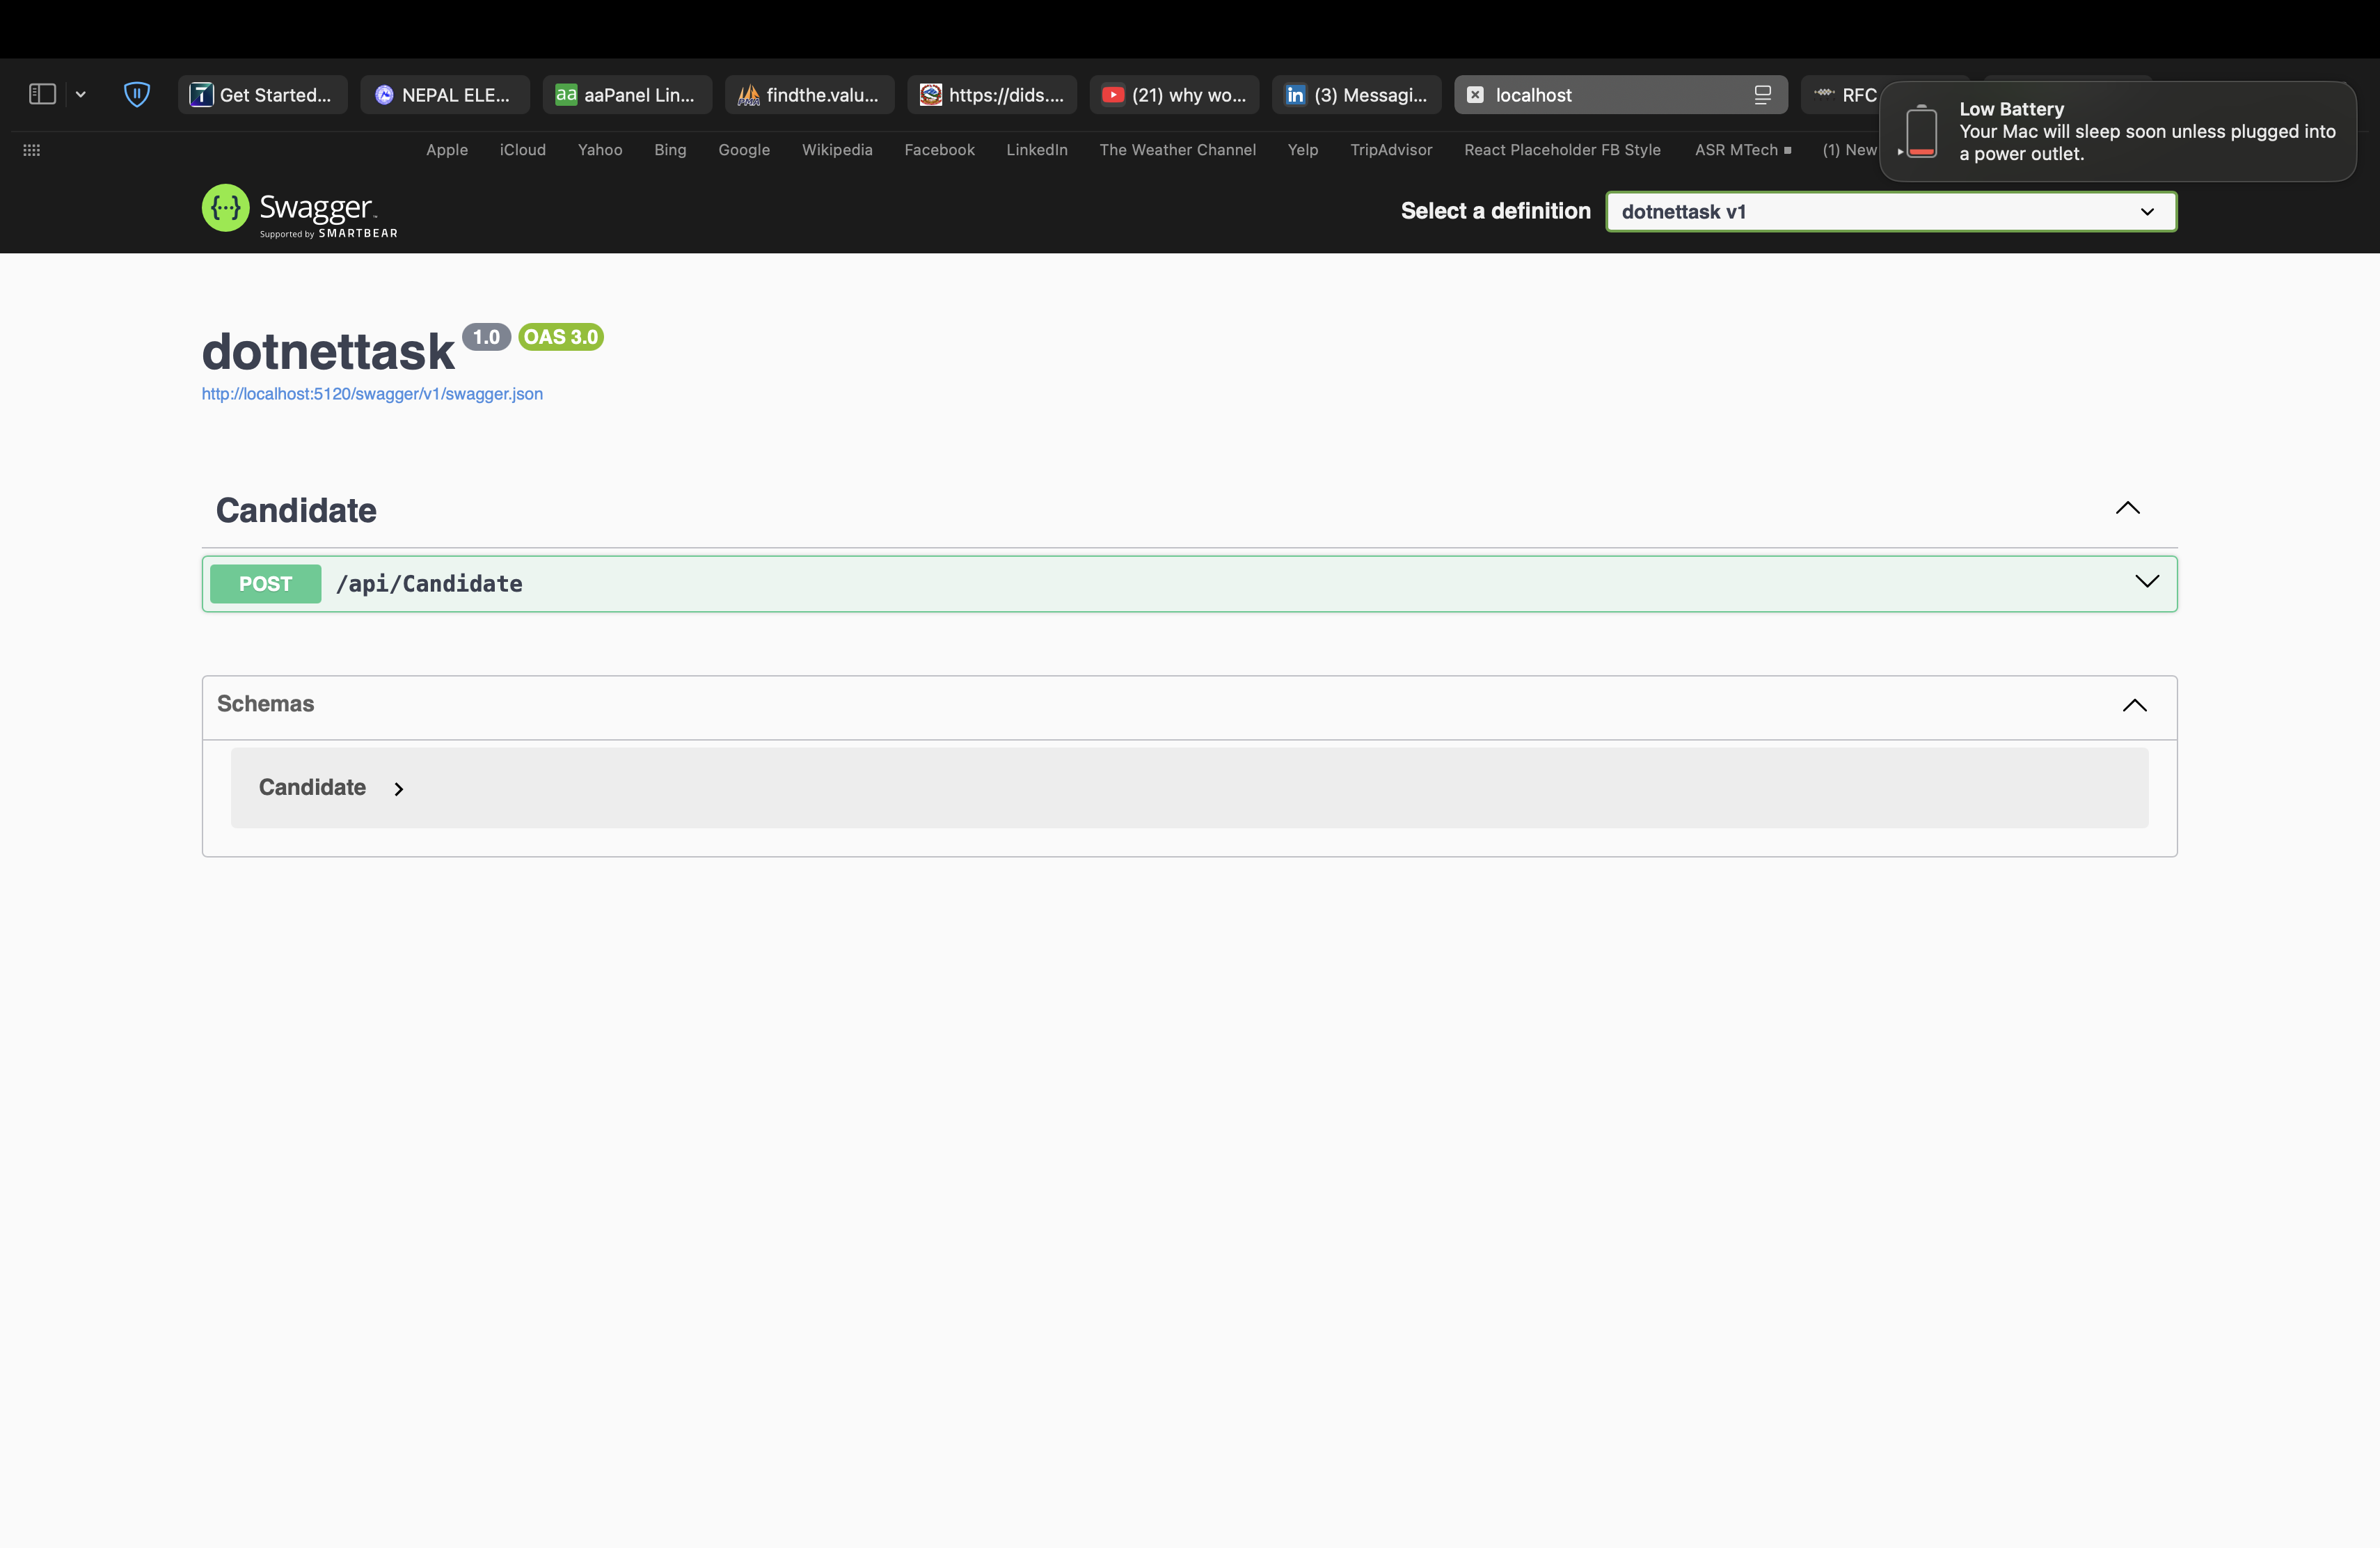 Get Started...
NEPAL ELE...
aaPanel Lin...
findthe.valu...
https://dids....
(21) why wo...
(3) Messagi...
localhost
RFC
Low Battery
Your Mac will sleep soon unless plugged into
a power outlet.
Apple
iCloud
Yahoo
Bing
Google
Wikipedia
Facebook
LinkedIn
The Weather Channel
Yelp
TripAdvisor
React Placeholder FB Style
ASR MTech
(1) New
Swagger
Supported by SMARTBEAR
Select a definition
dotnettask v1
dotnettask 1.0 OAS 3.0
http://localhost:5120/swagger/v1/swagger.json
Candidate
POST /api/Candidate
Schemas
Candidate